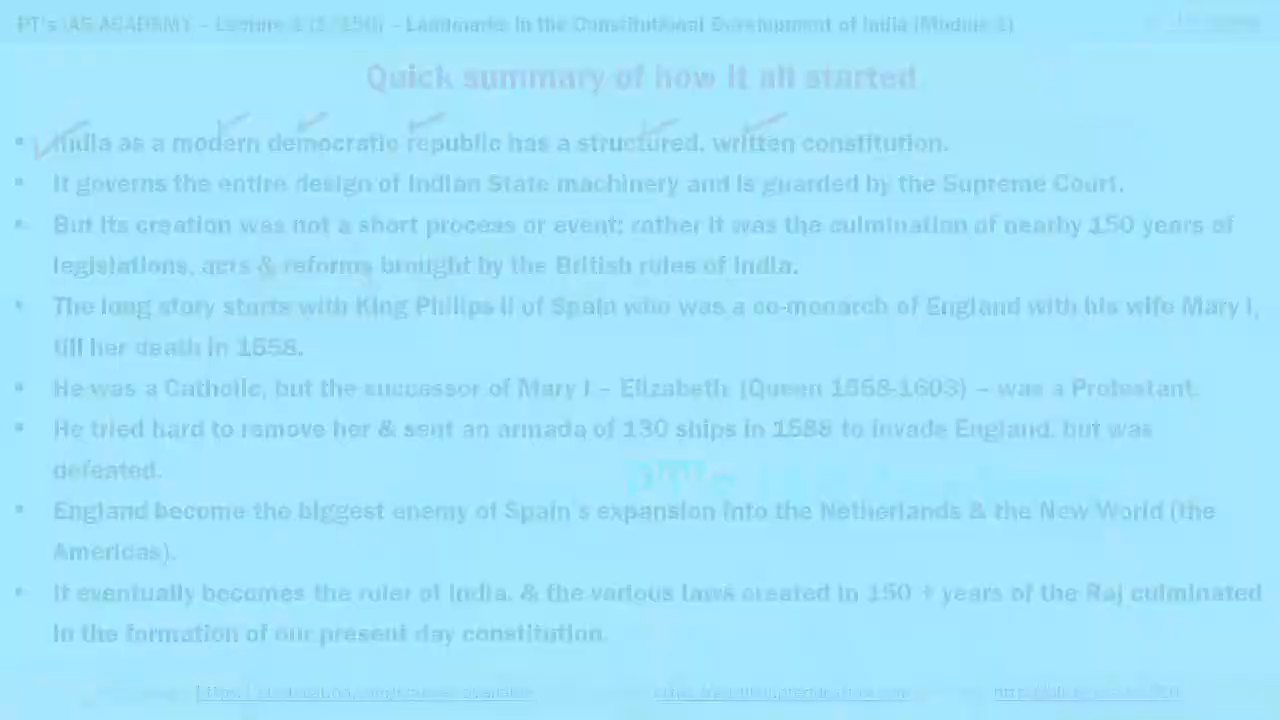 PT's IAS ACADEMY - Lecture 1 - Landmarks in the Constitutional Development of India (Module 1)
Quick summary of how it all started
• India as a modern democratic republic has a structured, written constitution.
• It governs the entire design of Indian State machinery and is guarded by the Supreme Court.
• But its creation was not a short process or event; rather it was the culmination of nearby 150 years of
legislations, acts & reforms brought by the British rules of India.
• The long story starts with King Philips II of Spain who was a co-monarch of England with his wife Mary I,
till her death in 1558.
• He was a Catholic, but the successor of Mary I – Elizabeth (Queen 1558-1603) – was a Protestant.
• He tried hard to remove her & sent an armada of 130 ships in 1588 to invade England, but was
defeated.
• England become the biggest enemy of Spain's expansion into the Netherlands & the New World (the
Americas).
• It eventually becomes the ruler of India, & the various laws created in 150 + years of the Raj culminated
in the formation of our present day constitution.
PT's